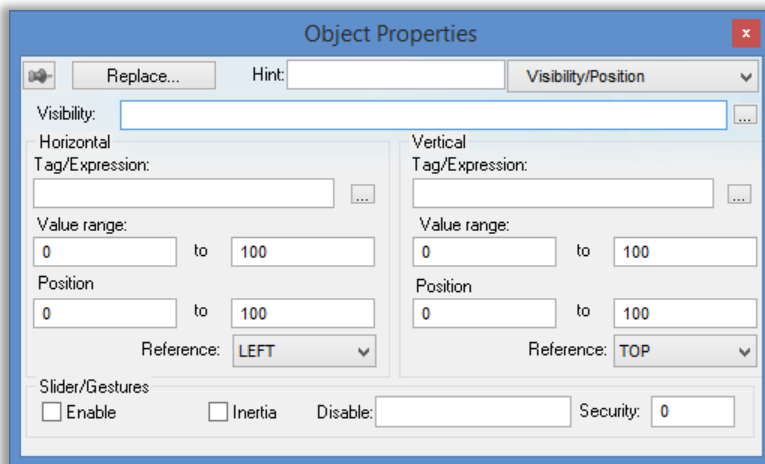 Object Properties
x
Replace... Hint: Visibility/Position
Visibility: ...
Horizontal Vertical
Tag/Expression: Tag/Expression:
... ...
Value range: Value range:
0 to 100 0 to 100
Position Position
0 to 100 0 to 100
Reference: LEFT Reference: TOP
Slider/Gestures
Enable Inertia Disable: Security: 0